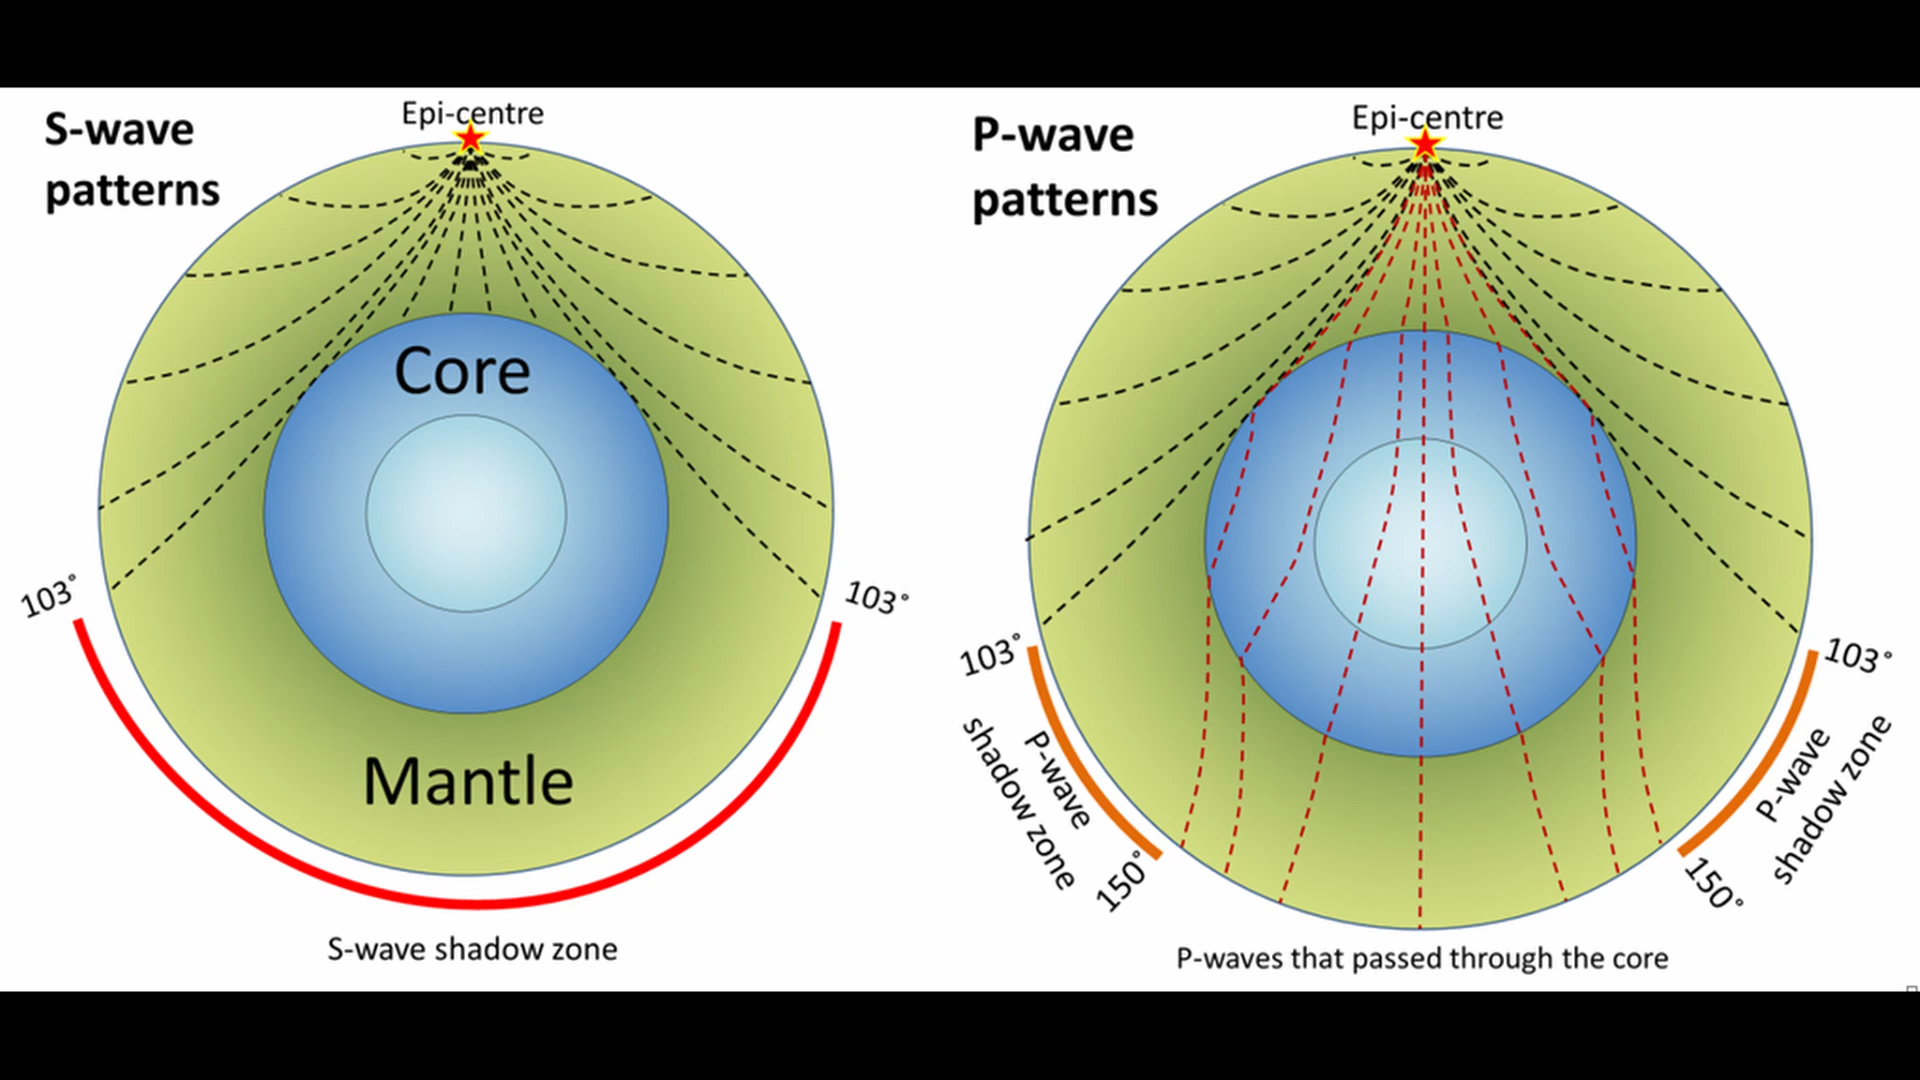 S-wave
patterns
Epi-centre
Core
Mantle
103°
103°
S-wave shadow zone
P-wave
patterns
Epi-centre
103°
103°
P-wave
shadow zone
150°
P-wave
shadow zone
150°
P-waves that passed through the core